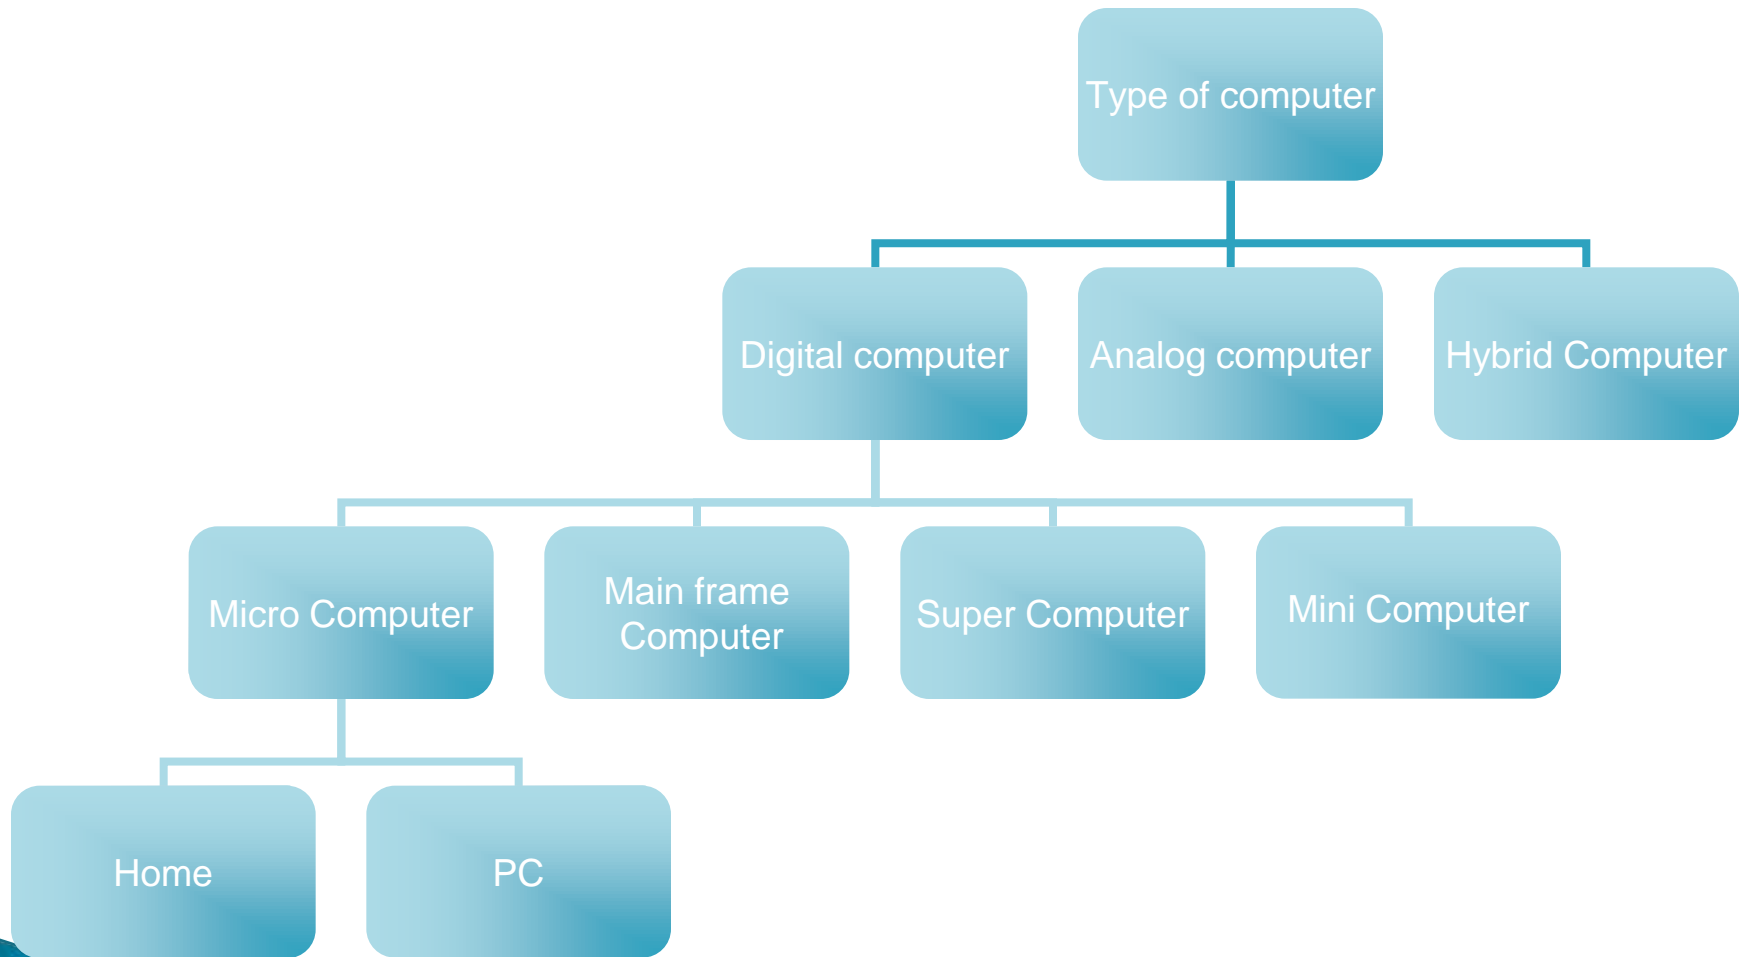 Type of computer
Digital computer
Analog computer
Hybrid Computer
Micro Computer
Main frame
Computer
Super Computer
Mini Computer
Home
PC